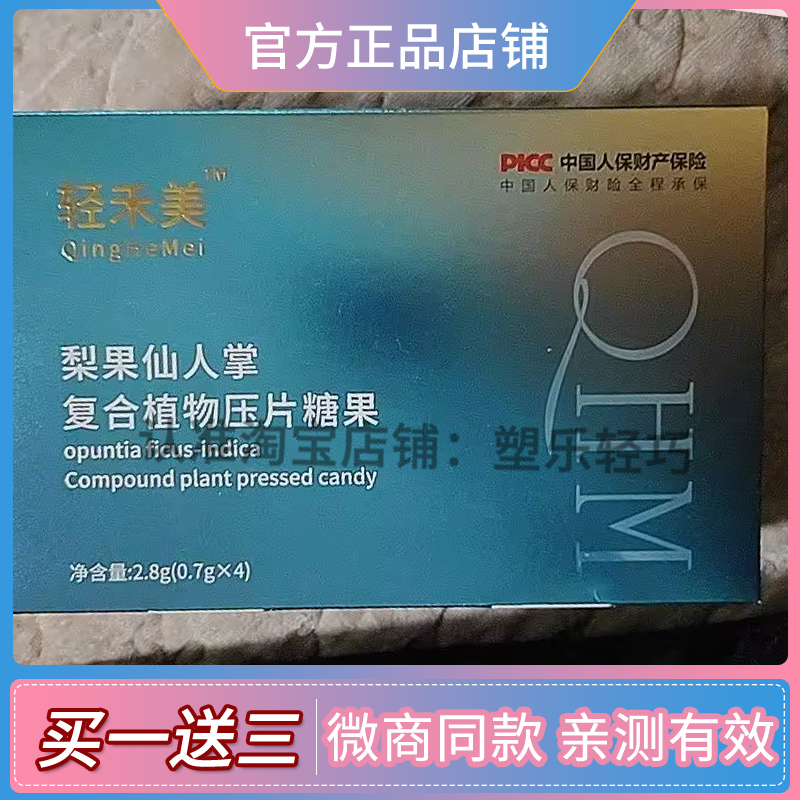 官方正品店铺
轻禾美™
QingHeMei
PICC 中国人保财产保险
中国人保财险全程承保
QHM
梨果仙人掌
复合植物压片糖果
认准淘宝店铺：塑乐轻巧
opuntia ficus-indica
Compound plant pressed candy
净含量:2.8g(0.7g×4)
买一送三 微商同款 亲测有效